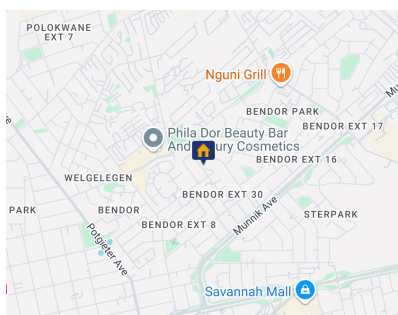 POLOKWANE
EXT 7
Nguni Grill
BENDOR PARK
BENDOR EXT 17
Phila Dor Beauty Bar
And
ury Cosmetics
BENDOR EXT 16
WELGELEGEN
BENDOR EXT 30
PARK
BENDOR
STERPARK
BENDOR EXT 8
Munnik Ave
Potgieter Ave
Savannah Mall